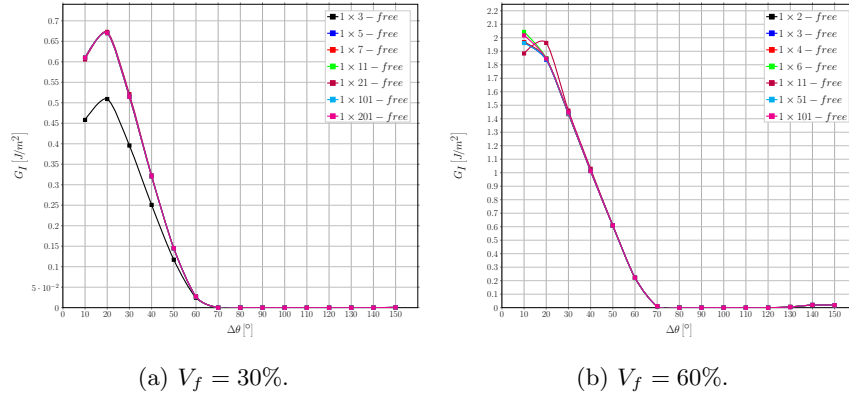 0.7
0.65
0.6
0.55
0.5
0.45
0.4
0.35
0.3
0.25
0.2
0.15
0.1
5 · 10⁻²
0
G_I [J/m²]
0 10 20 30 40 50 60 70 80 90 100 110 120 130 140 150
Δθ [°]
1 × 3 − free
1 × 5 − free
1 × 7 − free
1 × 11 − free
1 × 21 − free
1 × 101 − free
1 × 201 − free
(a) V_f = 30%.
2.2
2.1
2
1.9
1.8
1.7
1.6
1.5
1.4
1.3
1.2
1.1
1
0.9
0.8
0.7
0.6
0.5
0.4
0.3
0.2
0.1
0
G_I [J/m²]
0 10 20 30 40 50 60 70 80 90 100 110 120 130 140 150
Δθ [°]
1 × 2 − free
1 × 3 − free
1 × 4 − free
1 × 6 − free
1 × 11 − free
1 × 51 − free
1 × 101 − free
(b) V_f = 60%.